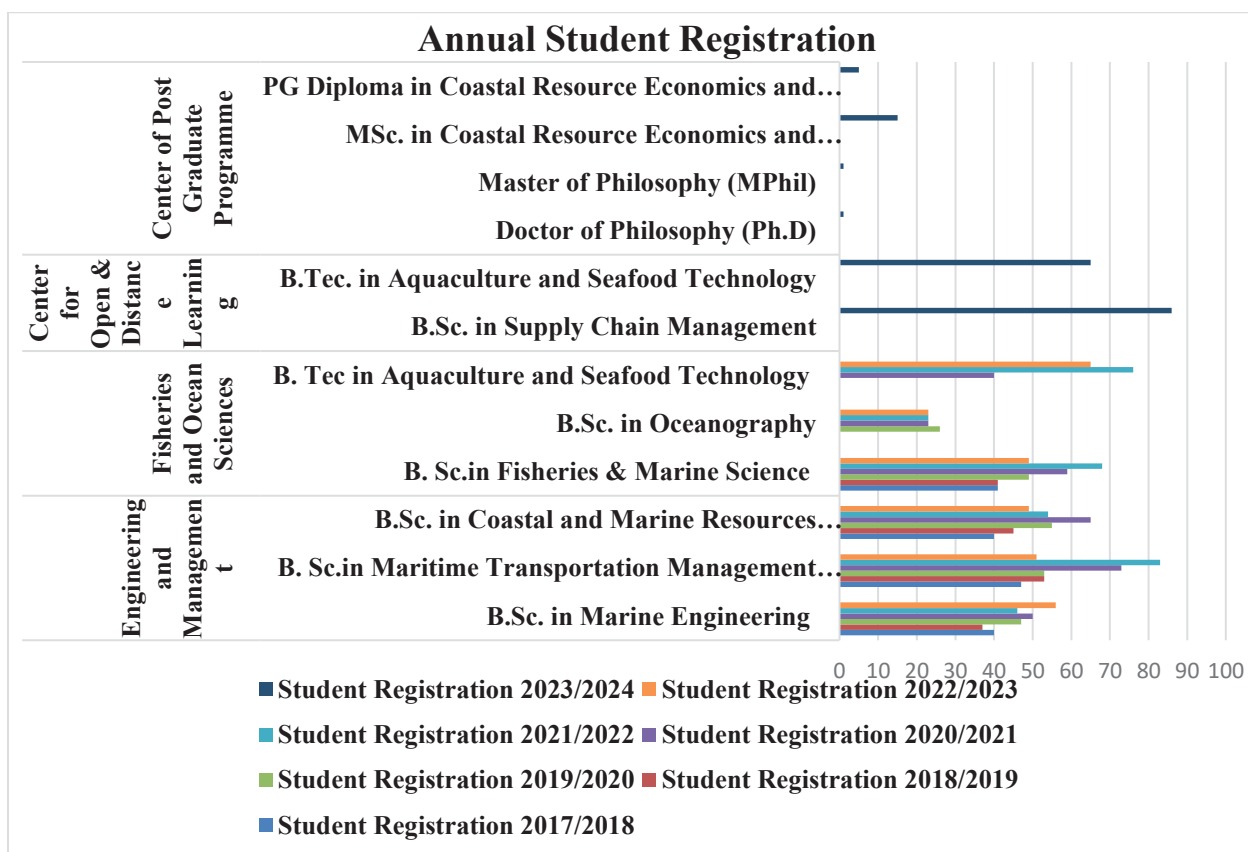 Annual Student Registration
Center of Post
Graduate
Programme
PG Diploma in Coastal Resource Economics and…
MSc. in Coastal Resource Economics and…
Master of Philosophy (MPhil)
Doctor of Philosophy (Ph.D)
Center
for
Open &
Distanc
e
Learnin
g
B.Tec. in Aquaculture and Seafood Technology
B.Sc. in Supply Chain Management
Fisheries
and Ocean
Sciences
B. Tec in Aquaculture and Seafood Technology
B.Sc. in Oceanography
B. Sc.in Fisheries & Marine Science
Engineering
and
Managemen
t
B.Sc. in Coastal and Marine Resources…
B. Sc.in Maritime Transportation Management…
B.Sc. in Marine Engineering
0 10 20 30 40 50 60 70 80 90 100
Student Registration 2023/2024 Student Registration 2022/2023
Student Registration 2021/2022 Student Registration 2020/2021
Student Registration 2019/2020 Student Registration 2018/2019
Student Registration 2017/2018